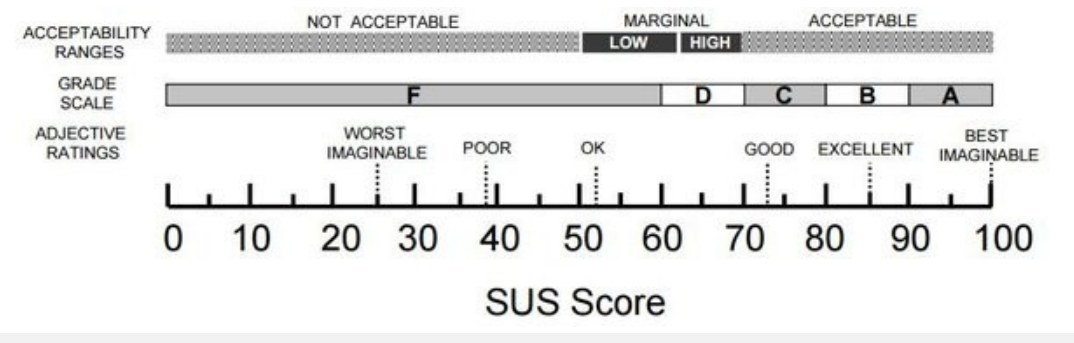 NOT ACCEPTABLE MARGINAL ACCEPTABLE
ACCEPTABILITY
RANGES
LOW HIGH
GRADE
SCALE
F D C B A
ADJECTIVE
RATINGS
WORST
IMAGINABLE
POOR
OK
GOOD
EXCELLENT
BEST
IMAGINABLE
0 10 20 30 40 50 60 70 80 90 100
SUS Score